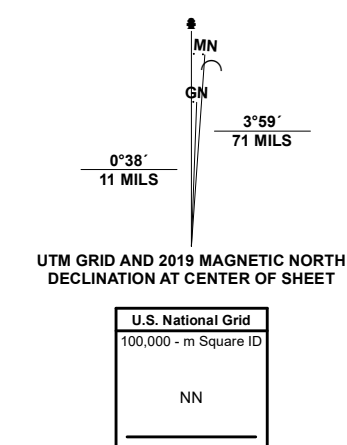 MN
GN
3°59´
71 MILS
0°38´
11 MILS
UTM GRID AND 2019 MAGNETIC NORTH
DECLINATION AT CENTER OF SHEET
U.S. National Grid
100,000 - m Square ID
NN